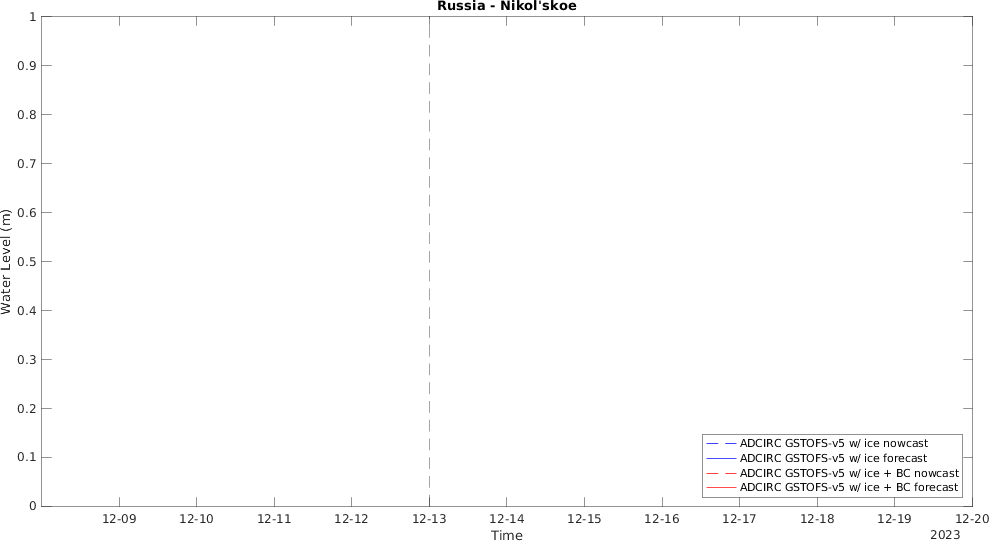 Russia - Nikol'skoe
1
0.9
0.8
0.7
0.6
0.5
0.4
0.3
0.2
0.1
0
Water Level (m)
ADCIRC GSTOFS-v5 w/ ice nowcast
ADCIRC GSTOFS-v5 w/ ice forecast
ADCIRC GSTOFS-v5 w/ ice + BC nowcast
ADCIRC GSTOFS-v5 w/ ice + BC forecast
12-09 12-10 12-11 12-12 12-13 12-14 12-15 12-16 12-17 12-18 12-19 12-20
Time
2023